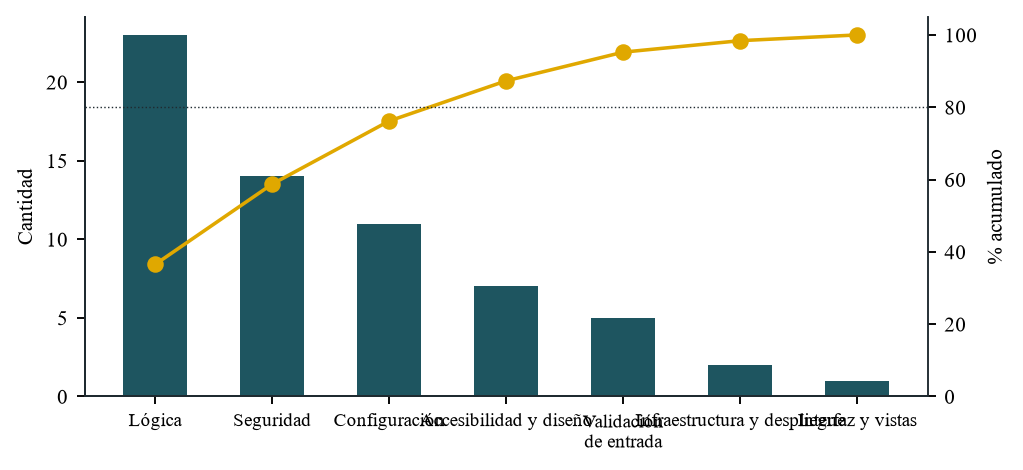 Cantidad
20
15
10
5
0
100
80
60
40
20
0
% acumulado
Lógica
Seguridad
Configuración
Accesibilidad y diseño
Validación
de entrada
Infraestructura y despliegue
Interfaz y vistas